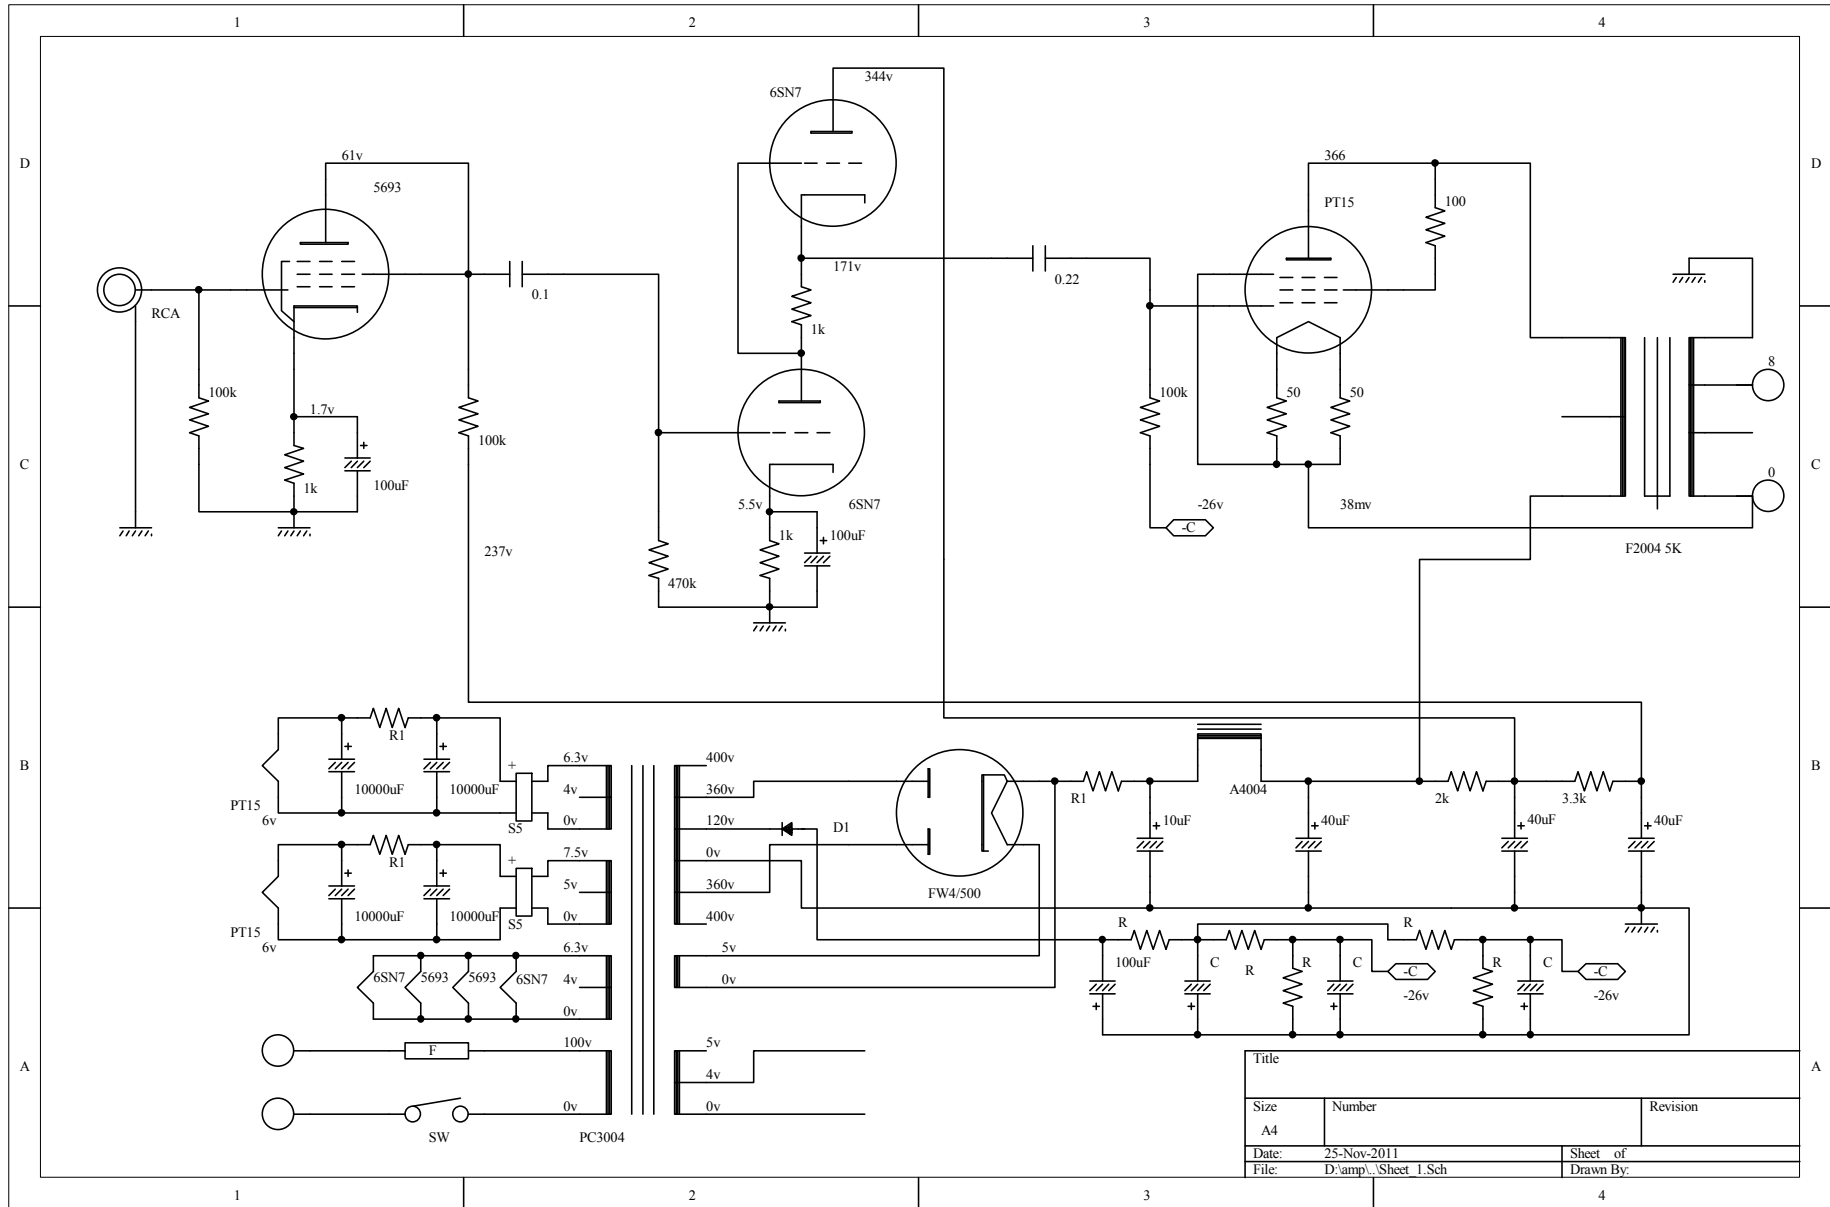 1 2 3 4
344v
6SN7
D D
61v 366
5693 PT15 100
171v
0.1 0.22
RCA 1k
8
100k 50 50
100k
1.7v
100k
C C
1k 100uF 0
5.5v 6SN7 -26v 38mv
1k 100uF -C
237v F2004 5K
470k
R1
6.3v 400v
+
B B
10000uF 10000uF 4v 360v R1 A4004 2k 3.3k
PT15
6v 0v 120v D1 10uF 40uF 40uF 40uF
S5
7.5v 0v
R1 +
5v 360v FW4/500
10000uF 10000uF 0v 400v
S5
PT15 R R
6v
6.3v 5v
100uF C R R C C
6SN7 5693 5693 6SN7 4v 0v -C -C
-26v -26v
0v
F 100v 5v
Title
A A
4v
0v 0v Size Number Revision
SW PC3004 A4
Date: 25-Nov-2011 Sheet of
File: D:\amp\..\Sheet_1.Sch Drawn By:
1 2 3 4